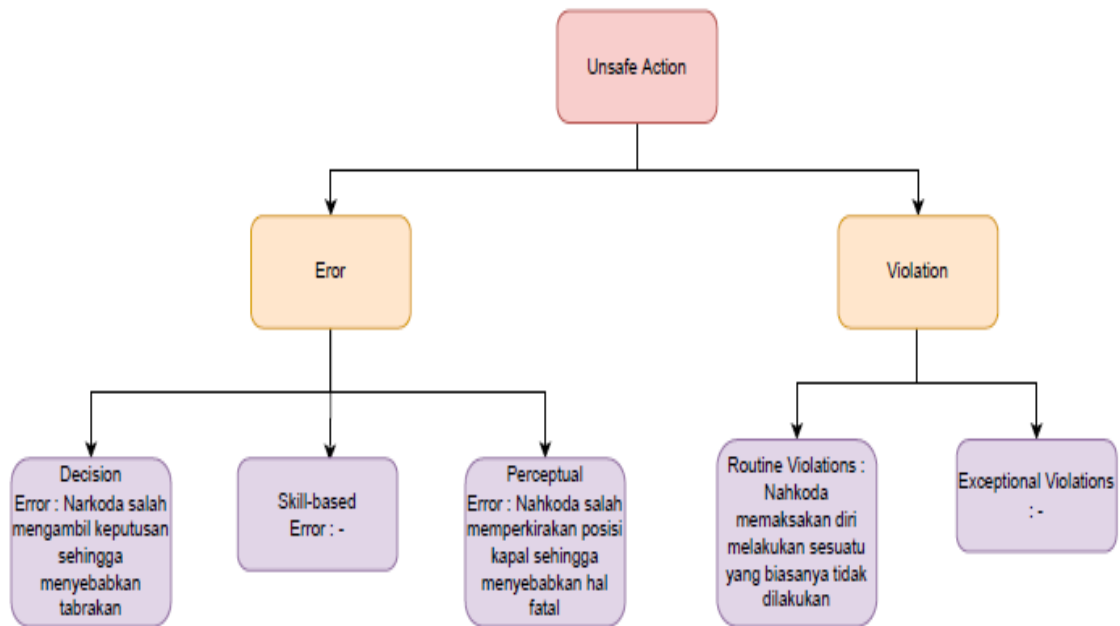 Unsafe Action
Eror
Violation
Decision
Error : Narkoda salah
mengambil keputusan
sehingga
menyebabkan
tabrakan
Skill-based
Error : -
Perceptual
Error : Nahkoda salah
memperkirakan posisi
kapal sehingga
menyebabkan hal
fatal
Routine Violations :
Nahkoda
memaksakan diri
melakukan sesuatu
yang biasanya tidak
dilakukan
Exceptional Violations
: -